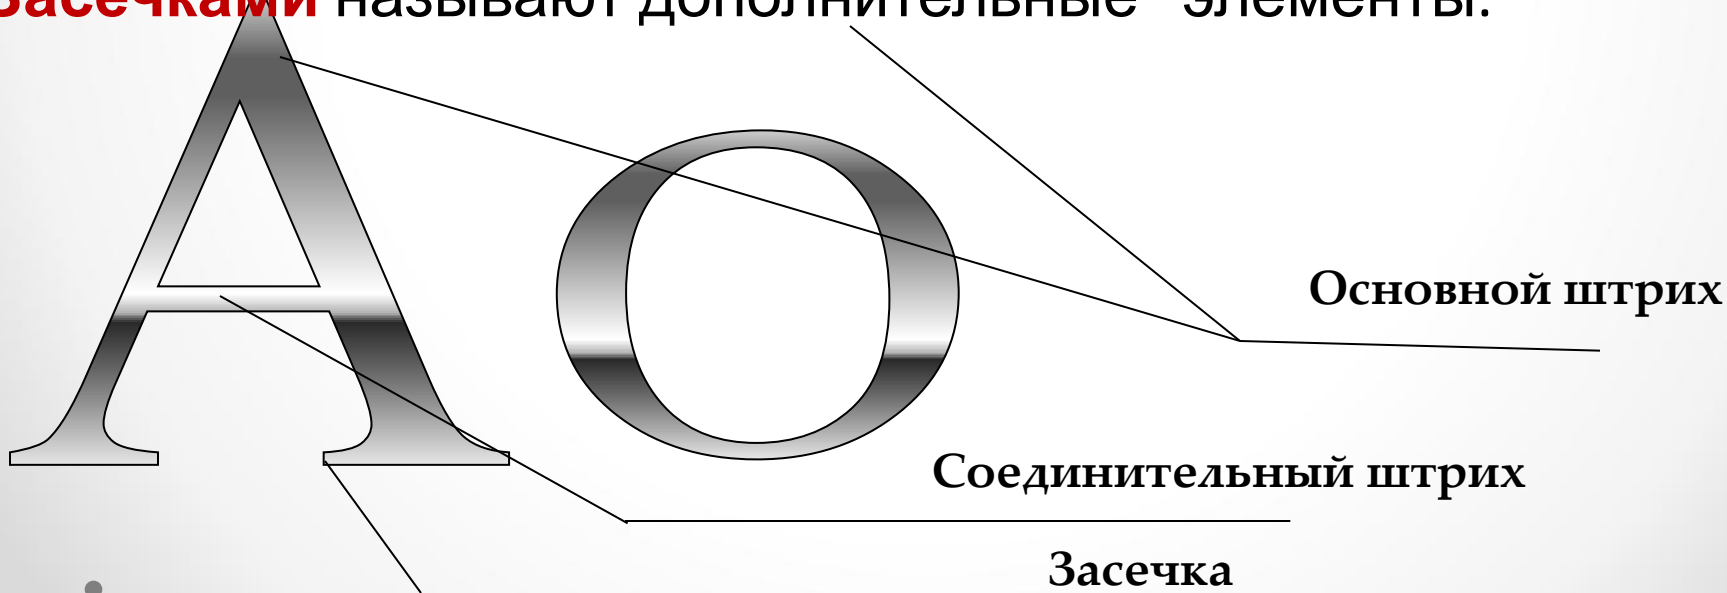 Засечками называют дополнительные элементы.
А о
Основной штрих
Соединительный штрих
Засечка